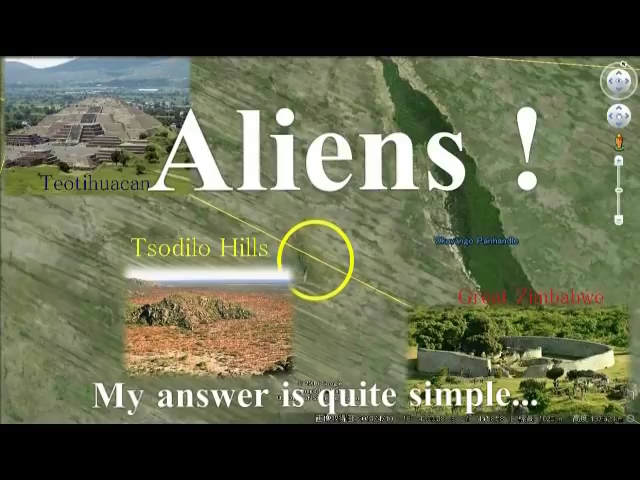 Aliens !
Teotihuacan
Tsodilo Hills
Okavango Panhandle
Great Zimbabwe
My answer is quite simple...